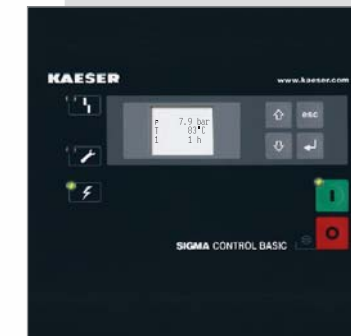 KAESER
www.kaeser.com
P 7.9 bar
T 83°C
1 1 h
esc
I
O
SIGMA CONTROL BASIC